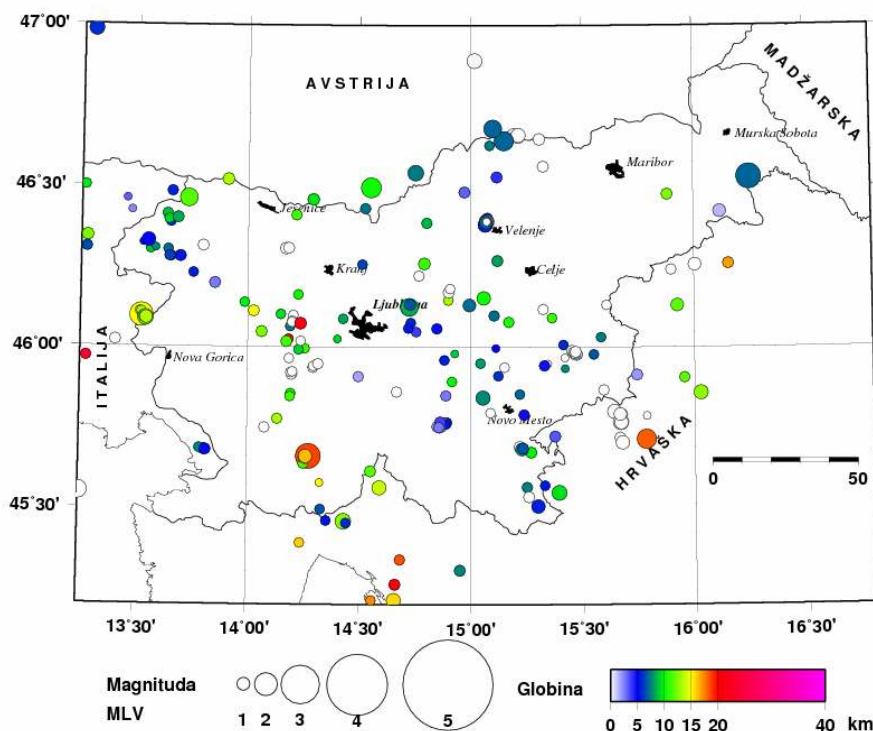 47˚00'
AVSTRIJA
MADŽARSKA
Murska Sobota
Maribor
46˚30'
Jesenice
Velenje
Kranj
Celje
Ljubljana
46˚00'
ITALIJA
Nova Gorica
Novo Mesto
HRVAŠKA
45˚30'
0 50
13˚30' 14˚00' 14˚30' 15˚00' 15˚30' 16˚00' 16˚30'
Magnituda
MLV
1 2 3 4 5
Globina
0 5 10 15 20 40 km